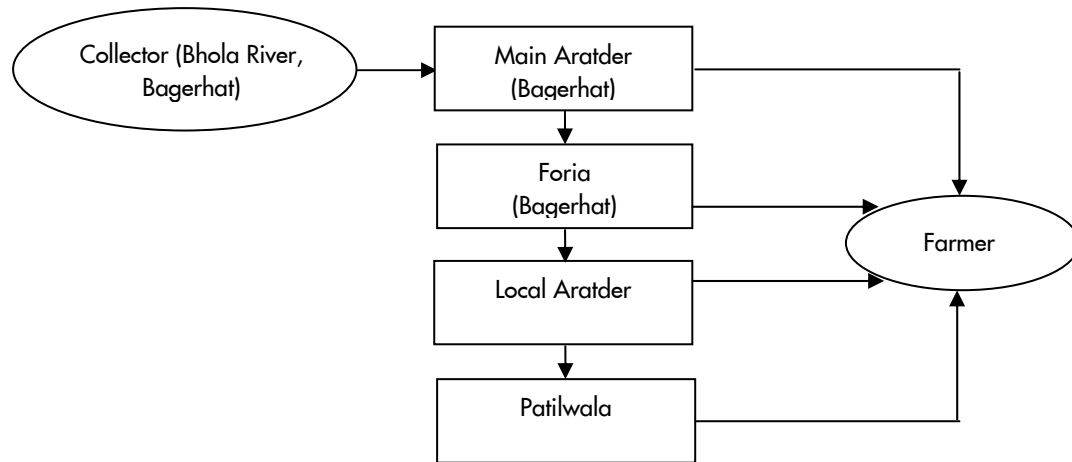 Collector (Bhola River,
Bagerhat)
Main Aratder
(Bagerhat)
Foria
(Bagerhat)
Farmer
Local Aratder
Patilwala